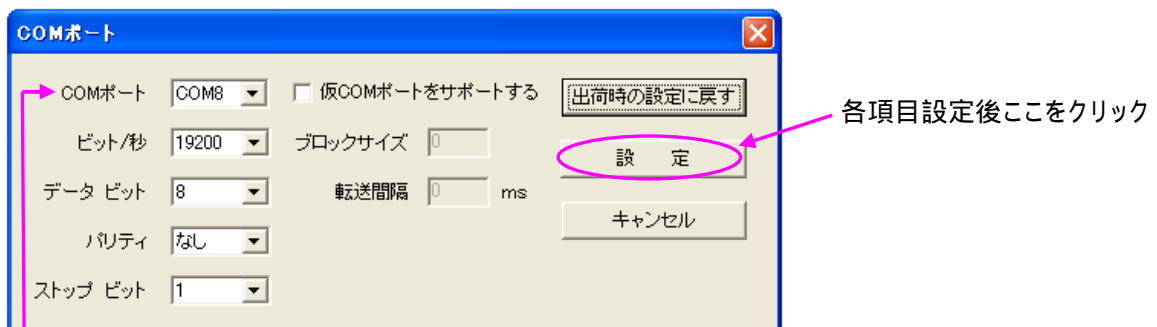 COMポート
COMポート COM8 仮COMポートをサポートする 出荷時の設定に戻す
各項目設定後ここをクリック
ビット/秒 19200 ブロックサイズ 0 設 定
データ ビット 8 転送間隔 0 ms キャンセル
パリティ なし
ストップ ビット 1